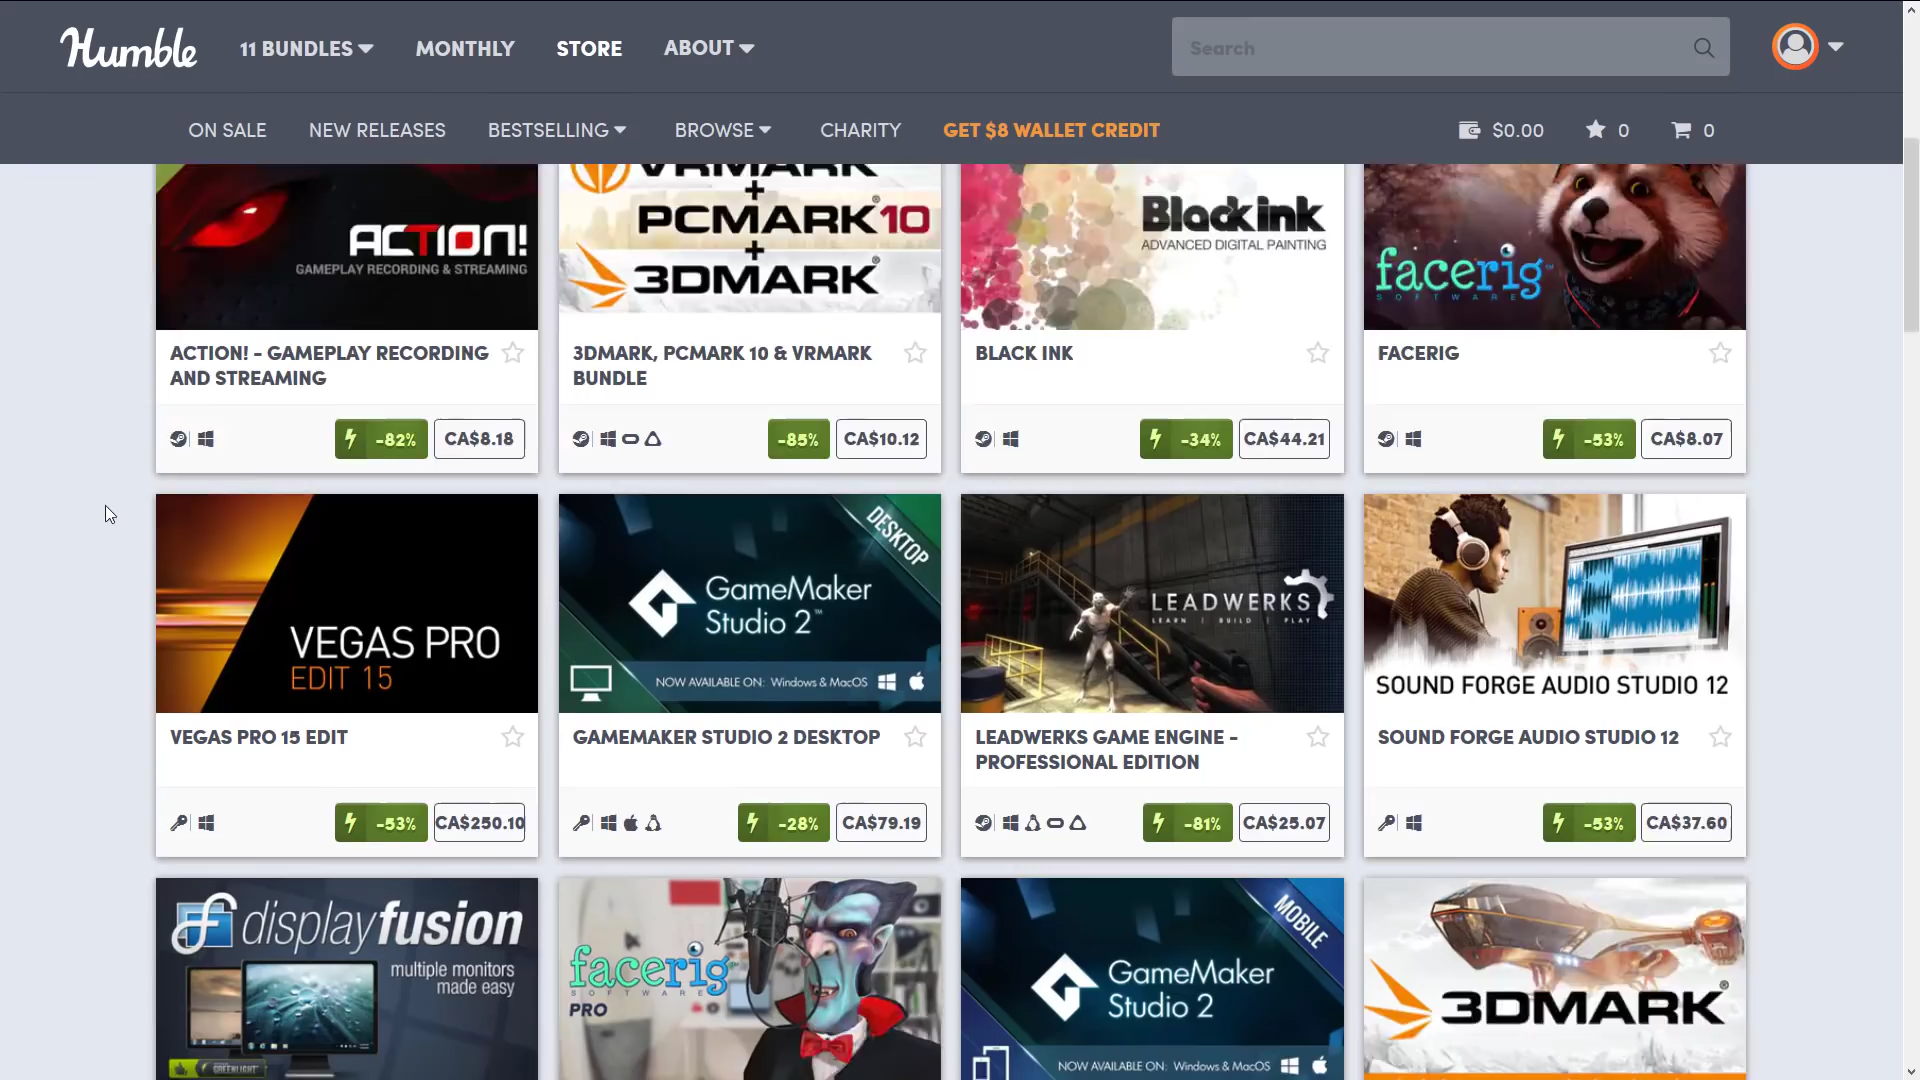 Humble
11 BUNDLES
MONTHLY
STORE
ABOUT
Search
ON SALE
NEW RELEASES
BESTSELLING
BROWSE
CHARITY
GET $8 WALLET CREDIT
$0.00
0
0
ACTION!
GAMEPLAY RECORDING & STREAMING
VRMARK
+
PCMARK®10
+
3DMARK®
Blackink
ADVANCED DIGITAL PAINTING
facerig™
SOFTWARE
ACTION! - GAMEPLAY RECORDING
AND STREAMING
3DMARK, PCMARK 10 & VRMARK
BUNDLE
BLACK INK
FACERIG
-82%
CA$8.18
-85%
CA$10.12
-34%
CA$44.21
-53%
CA$8.07
VEGAS PRO
EDIT 15
DESKTOP
GameMaker
Studio 2™
NOW AVAILABLE ON: Windows & MacOS
LEADWERKS
LEARN | BUILD | PLAY
SOUND FORGE AUDIO STUDIO 12
VEGAS PRO 15 EDIT
GAMEMAKER STUDIO 2 DESKTOP
LEADWERKS GAME ENGINE -
PROFESSIONAL EDITION
SOUND FORGE AUDIO STUDIO 12
-53%
CA$250.10
-28%
CA$79.19
-81%
CA$25.07
-53%
CA$37.60
displayfusion
multiple monitors
made easy
GREENLIGHT
facerig
SOFTWARE
PRO
MOBILE
GameMaker
Studio 2
NOW AVAILABLE ON: Windows & MacOS
3DMARK®